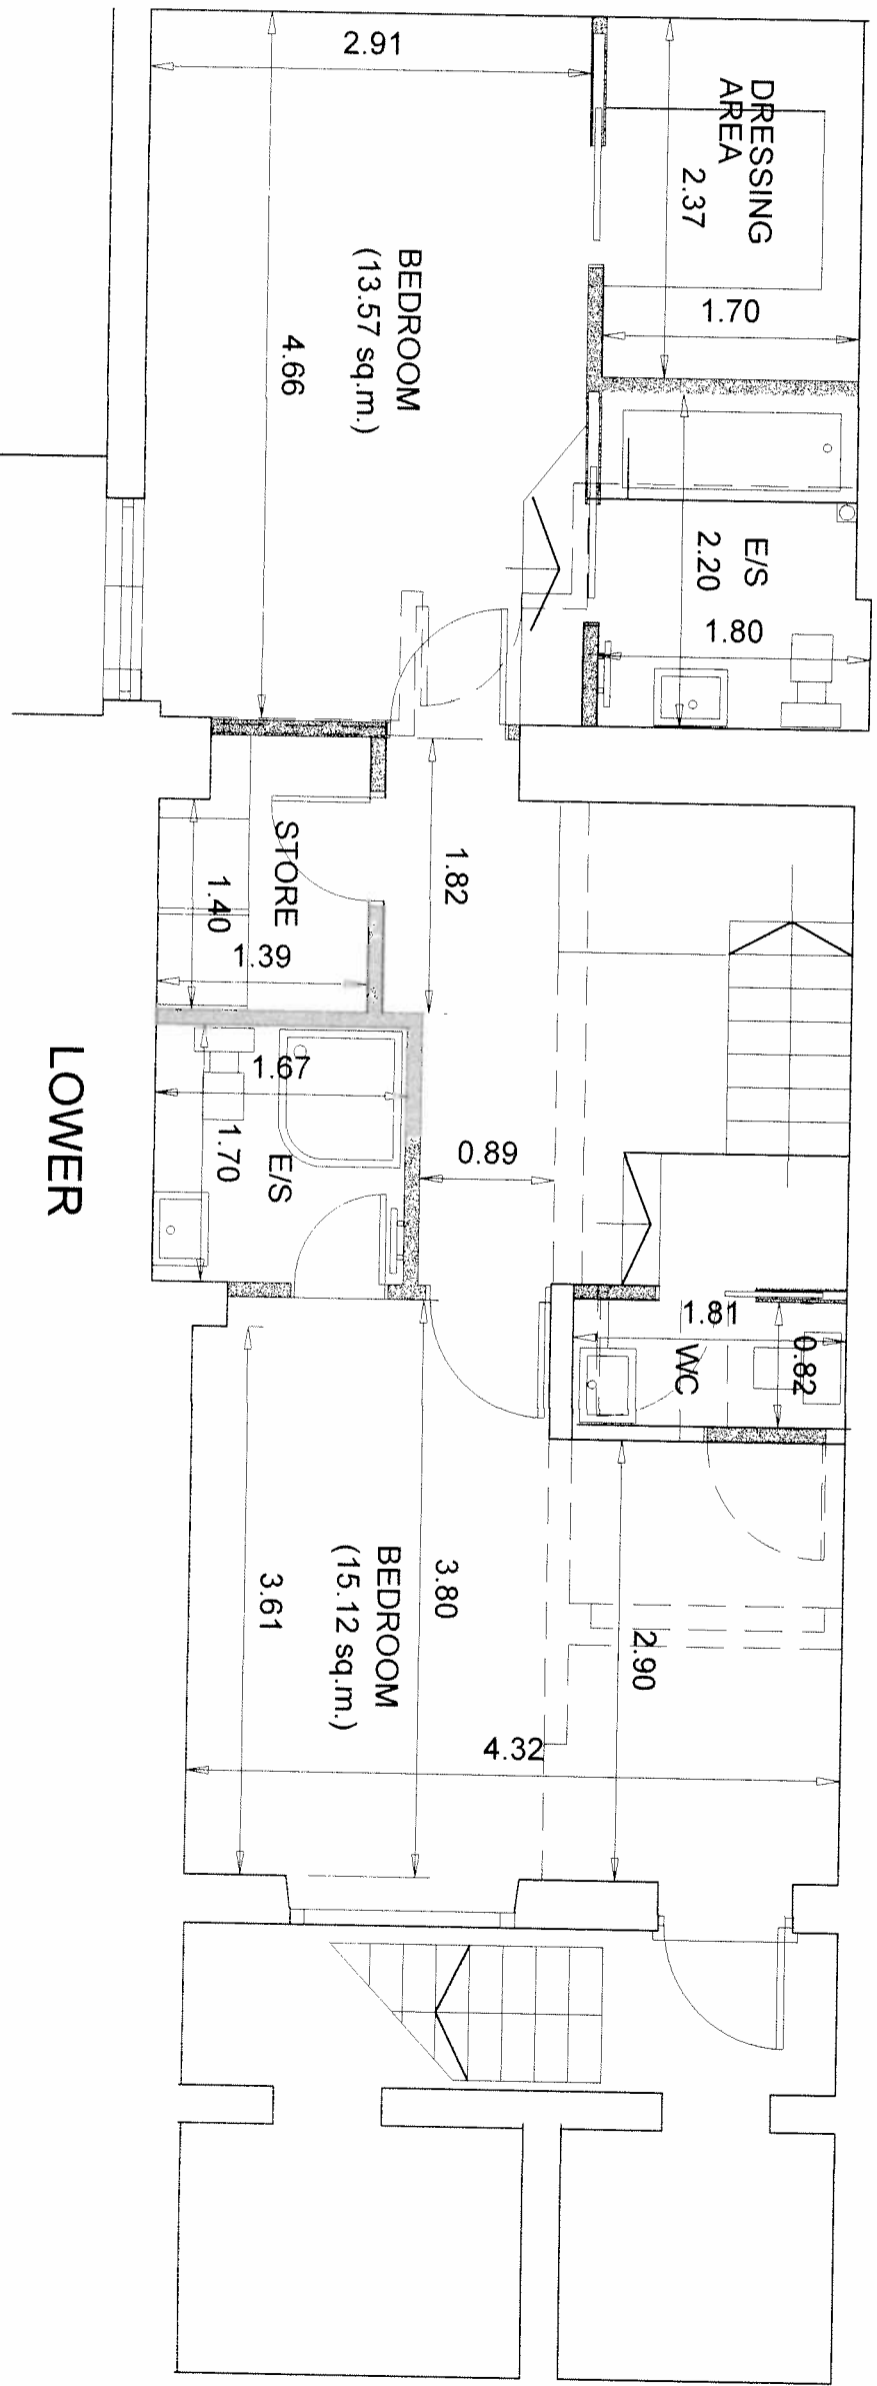 DRESSING
AREA
2.37
1.70
2.91
BEDROOM
(13.57 sq.m.)
4.66
E/S
2.20
1.80
1.82
STORE
1.40
1.39
1.67
1.70
E/S
0.89
LOWER
1.81
0.82
WC
3.80
BEDROOM
(15.12 sq.m.)
3.61
2.90
4.32